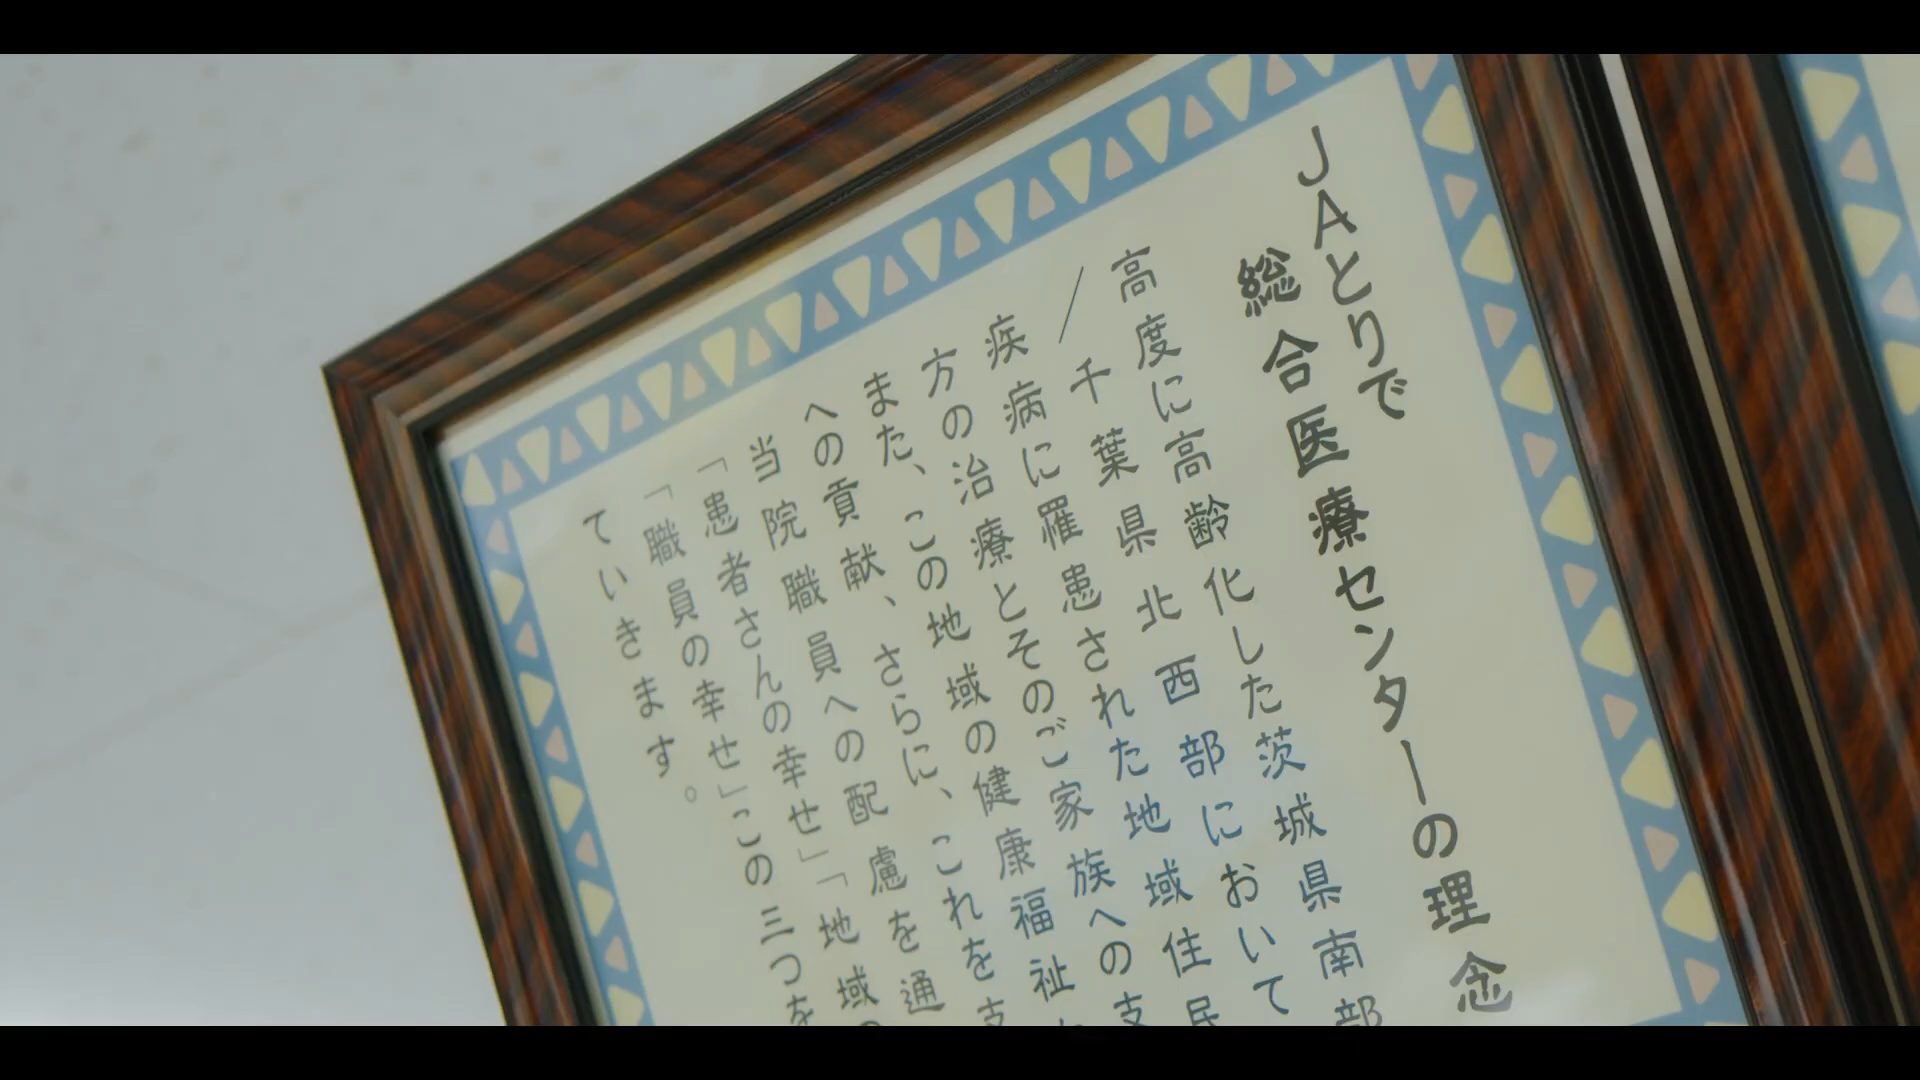 JAとりで
総合医療センターの理念
高度に高齢化した茨城県南部
/千葉県北西部において
疾病に罹患された地域住民
方の治療とそのご家族への支
また、この地域の健康福祉
への貢献、さらに、これを支
当院職員への配慮を通
「患者さんの幸せ」「地域の
「職員の幸せ」この三つを
ていきます。